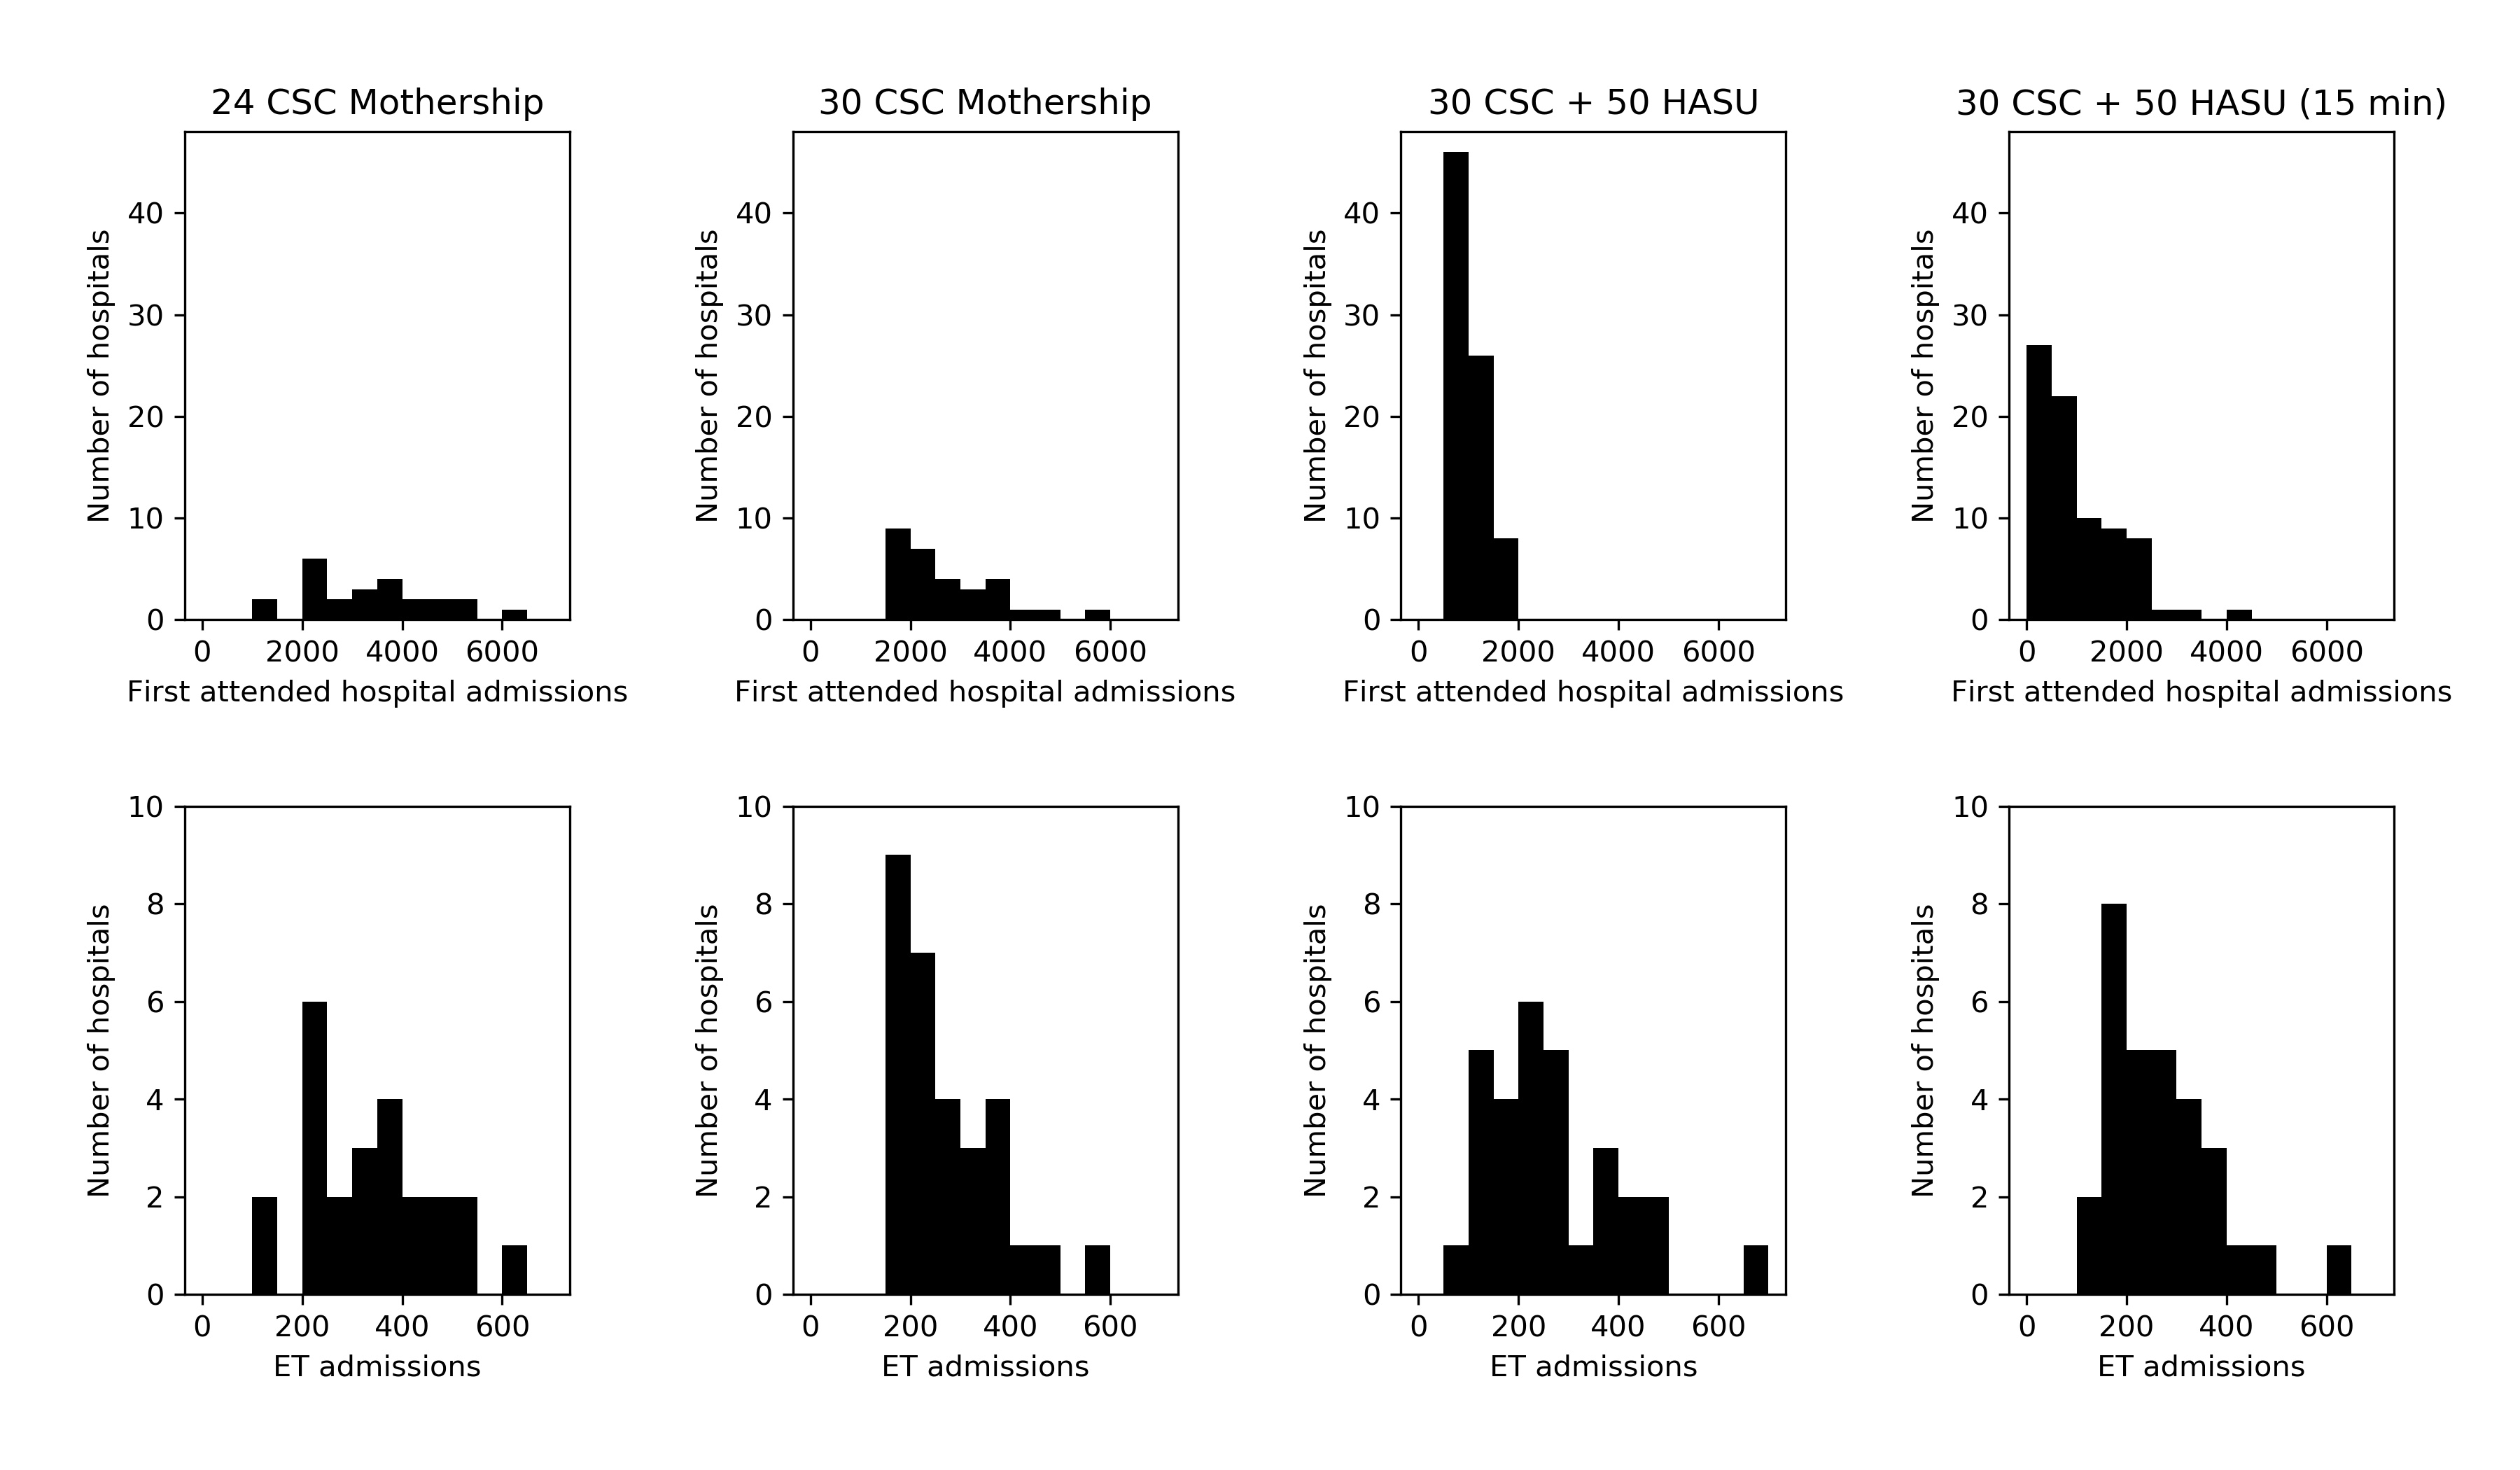 24 CSC Mothership
30 CSC Mothership
30 CSC + 50 HASU
30 CSC + 50 HASU (15 min)
Number of hospitals
40
30
20
10
0
0 2000 4000 6000
First attended hospital admissions
Number of hospitals
40
30
20
10
0
0 2000 4000 6000
First attended hospital admissions
Number of hospitals
40
30
20
10
0
0 2000 4000 6000
First attended hospital admissions
Number of hospitals
40
30
20
10
0
0 2000 4000 6000
First attended hospital admissions
Number of hospitals
10
8
6
4
2
0
0 200 400 600
ET admissions
Number of hospitals
10
8
6
4
2
0
0 200 400 600
ET admissions
Number of hospitals
10
8
6
4
2
0
0 200 400 600
ET admissions
Number of hospitals
10
8
6
4
2
0
0 200 400 600
ET admissions